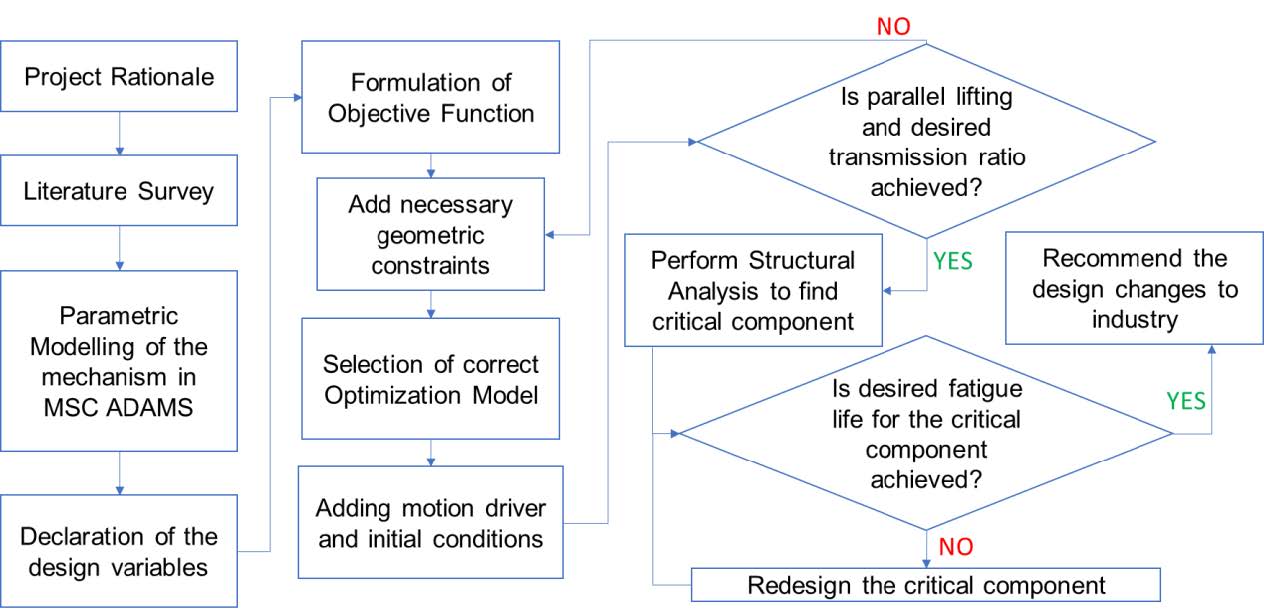 Project Rationale
Literature Survey
Parametric
Modelling of the
mechanism in
MSC ADAMS
Declaration of the
design variables
Formulation of
Objective Function
Add necessary
geometric
constraints
Selection of correct
Optimization Model
Adding motion driver
and initial conditions
NO
Is parallel lifting
and desired
transmission ratio
achieved?
YES
Perform Structural
Analysis to find
critical component
Is desired fatigue
life for the critical
component
achieved?
YES
Recommend the
design changes to
industry
NO
Redesign the critical component